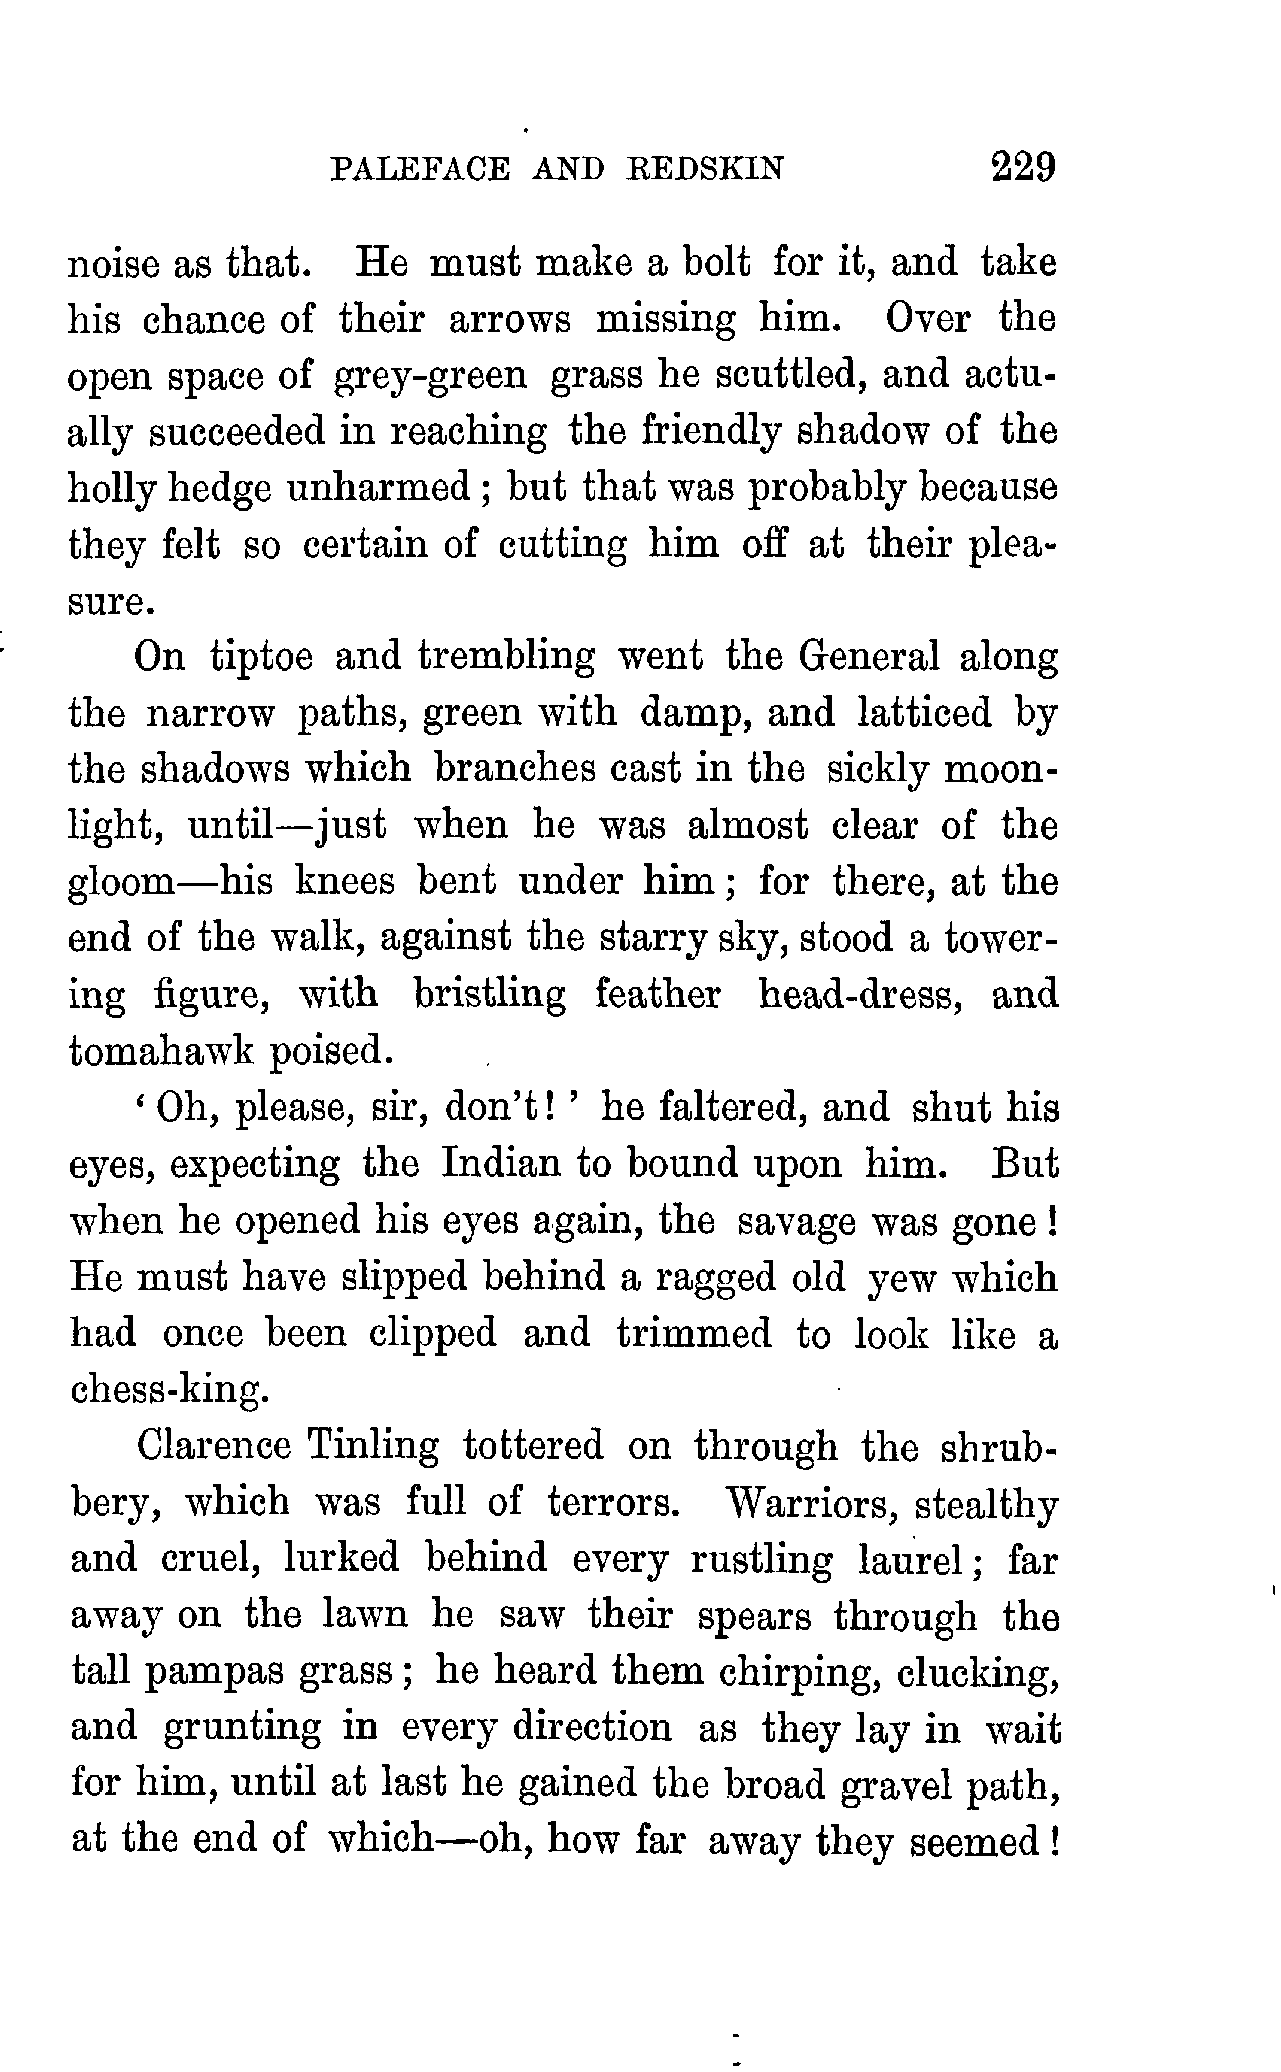 PALEFACE AND REDSKIN 229
noise as that. He must make a bolt for it, and take
his chance of their arrows missing him. Over the
open space of grey-green grass he scuttled, and actu-
ally succeeded in reaching the friendly shadow of the
holly hedge unharmed ; but that was probably because
they felt so certain of cutting him off at their plea-
sure.
On tiptoe and trembling went the General along
the narrow paths, green with damp, and latticed by
the shadows which branches cast in the sickly moon-
light, until—just when he was almost clear of the
gloom—his knees bent under him ; for there, at the
end of the walk, against the starry sky, stood a tower-
ing figure, with bristling feather head-dress, and
tomahawk poised.
‘ Oh, please, sir, don't ! ’ he faltered, and shut his
eyes, expecting the Indian to bound upon him. But
when he opened his eyes again, the savage was gone !
He must have slipped behind a ragged old yew which
had once been clipped and trimmed to look like a
chess-king.
Clarence Tinling tottered on through the shrub-
bery, which was full of terrors. Warriors, stealthy
and cruel, lurked behind every rustling laurel ; far
away on the lawn he saw their spears through the
tall pampas grass ; he heard them chirping, clucking,
and grunting in every direction as they lay in wait
for him, until at last he gained the broad gravel path,
at the end of which—oh, how far away they seemed !